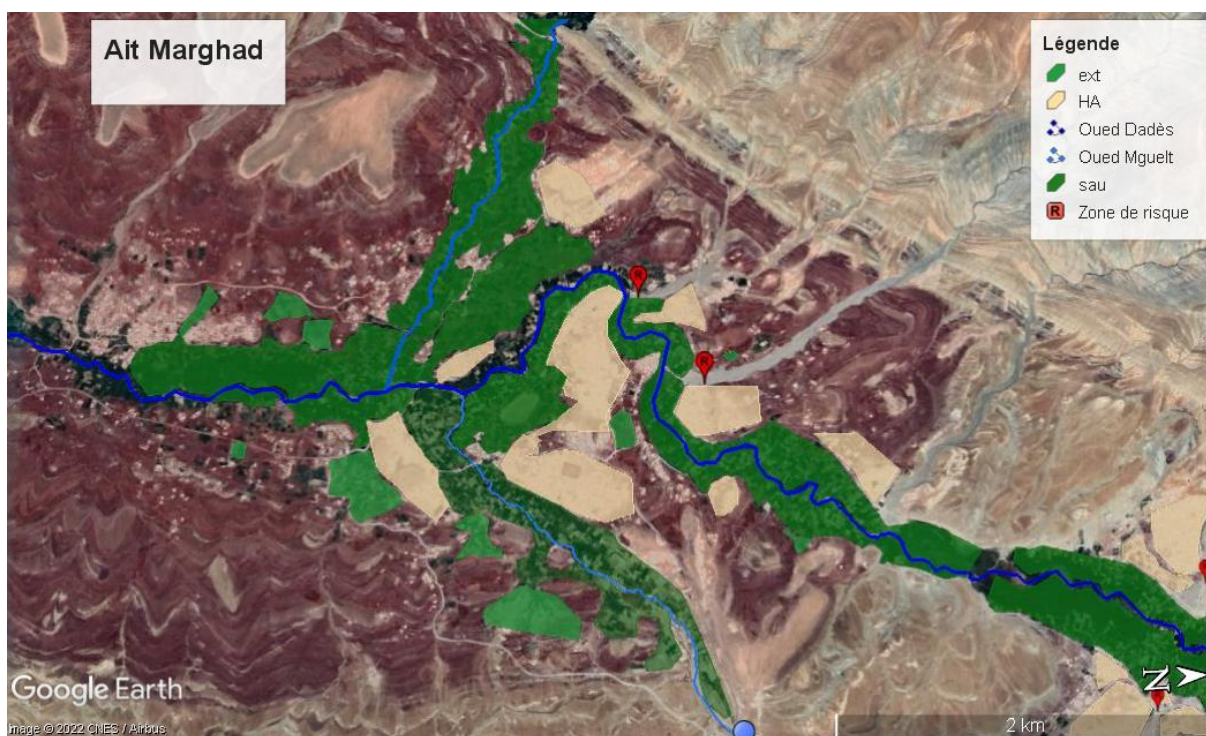 Ait Marghad
Légende
ext
HA
Oued Dadès
Oued Mguelt
sau
R Zone de risque
R
R
Google Earth
Image © 2022 CNES / Airbus
N
2 km